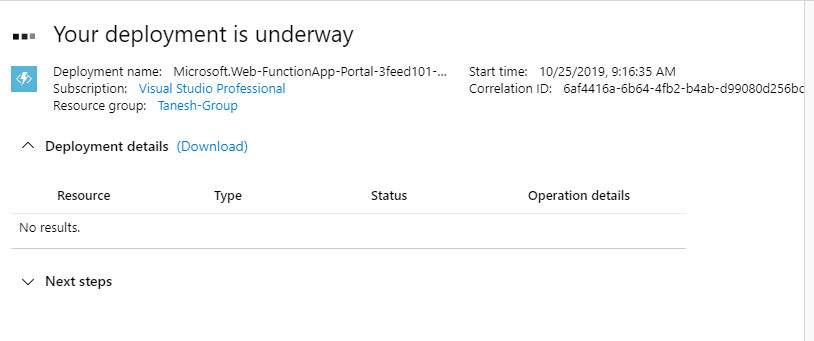 Your deployment is underway
Deployment name: Microsoft.Web-FunctionApp-Portal-3feed101-...
Start time: 10/25/2019, 9:16:35 AM
Subscription: Visual Studio Professional
Correlation ID: 6af4416a-6b64-4fb2-b4ab-d99080d256bc
Resource group: Tanesh-Group
Deployment details (Download)
Resource Type Status Operation details
No results.
Next steps